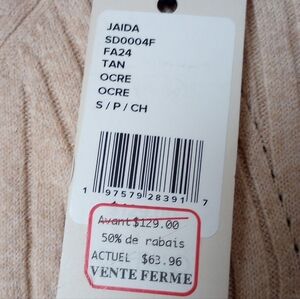 JAIDA
SD0004F
FA24
TAN
OCRE
OCRE
S / P / CH
1 97579 28391 7
Avant $129.00
50% de rabais
ACTUEL $63.96
VENTE FERME